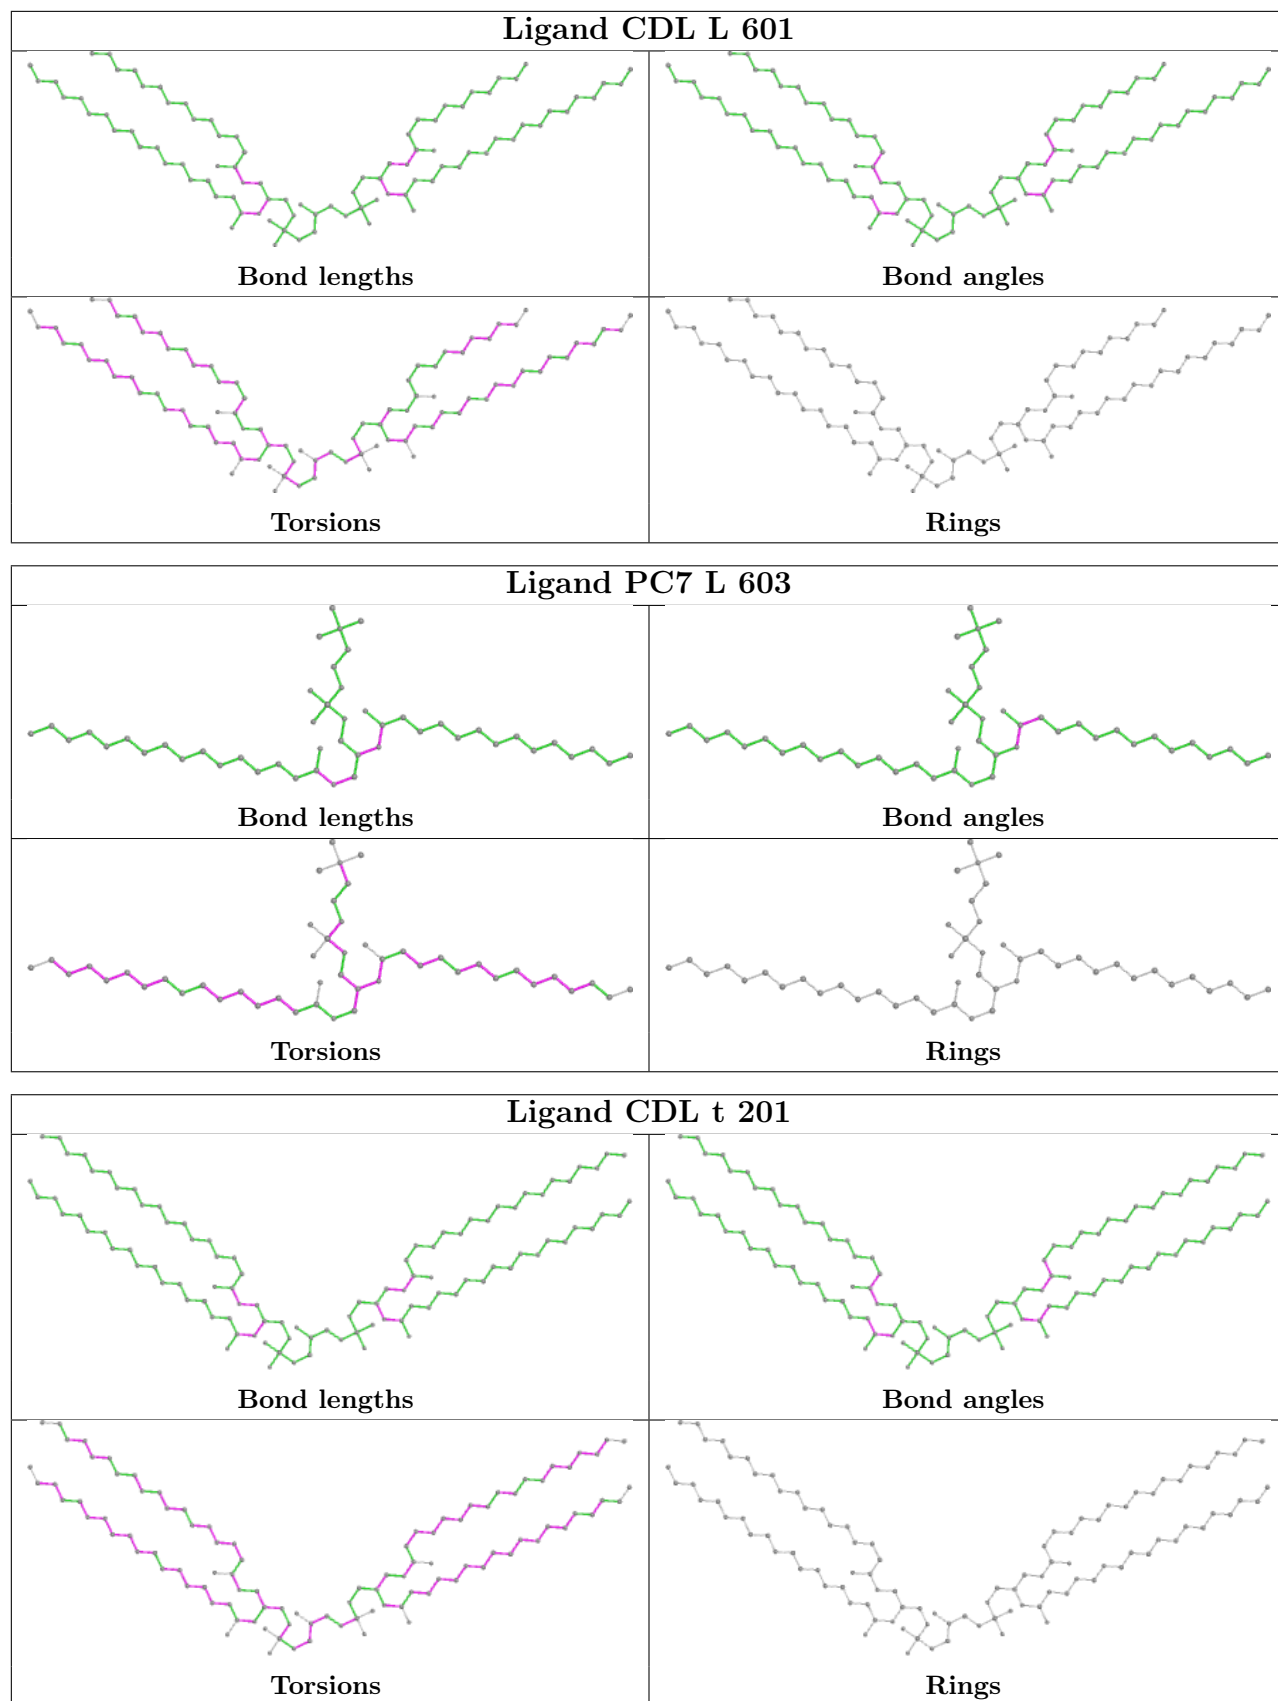 Ligand CDL L 601
Bond lengths
Bond angles
Torsions
Rings
Ligand PC7 L 603
Bond lengths
Bond angles
Torsions
Rings
Ligand CDL t 201
Bond lengths
Bond angles
Torsions
Rings